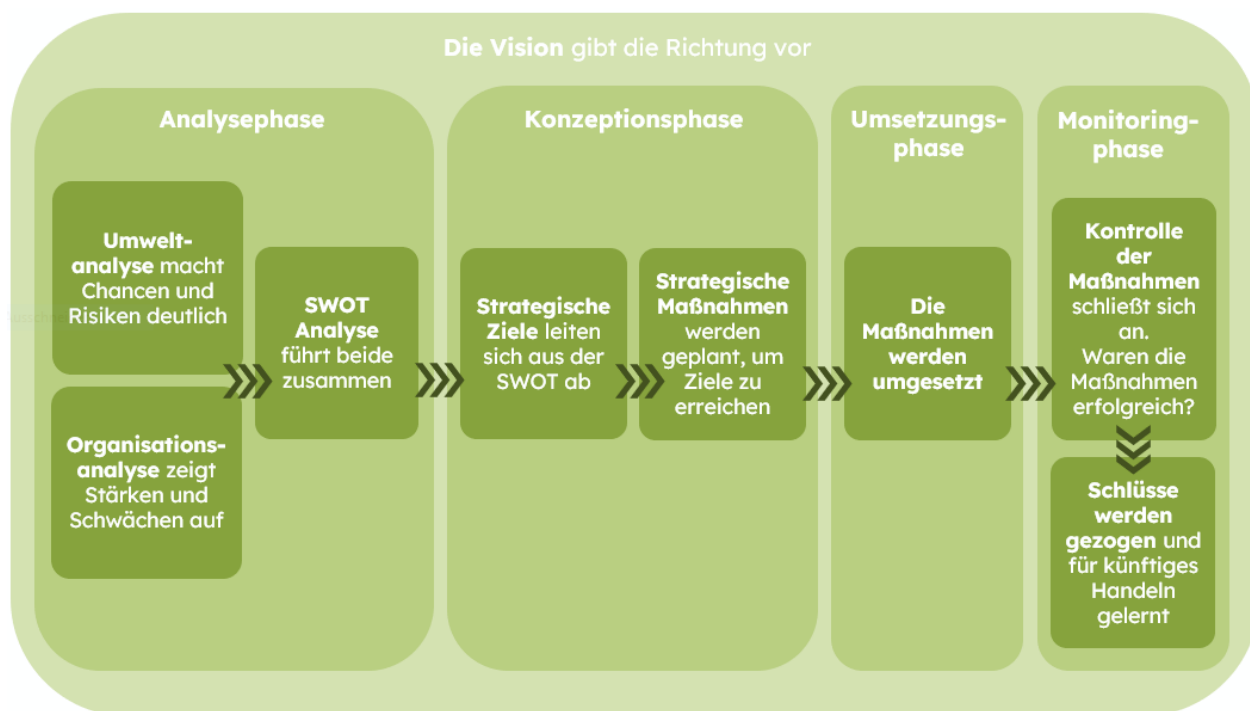 Die Vision gibt die Richtung vor
Analysephase
Umwelt-
analyse macht
Chancen und
Risiken deutlich
Organisations-
analyse zeigt
Stärken und
Schwächen auf
SWOT
Analyse
führt beide
zusammen
Konzeptionsphase
Strategische
Ziele leiten
sich aus der
SWOT ab
Strategische
Maßnahmen
werden
geplant, um
Ziele zu
erreichen
Umsetzungs-
phase
Die
Maßnahmen
werden
umgesetzt
Monitoring-
phase
Kontrolle
der
Maßnahmen
schließt sich
an.
Waren die
Maßnahmen
erfolgreich?
Schlüsse
werden
gezogen und
für künftiges
Handeln
gelernt